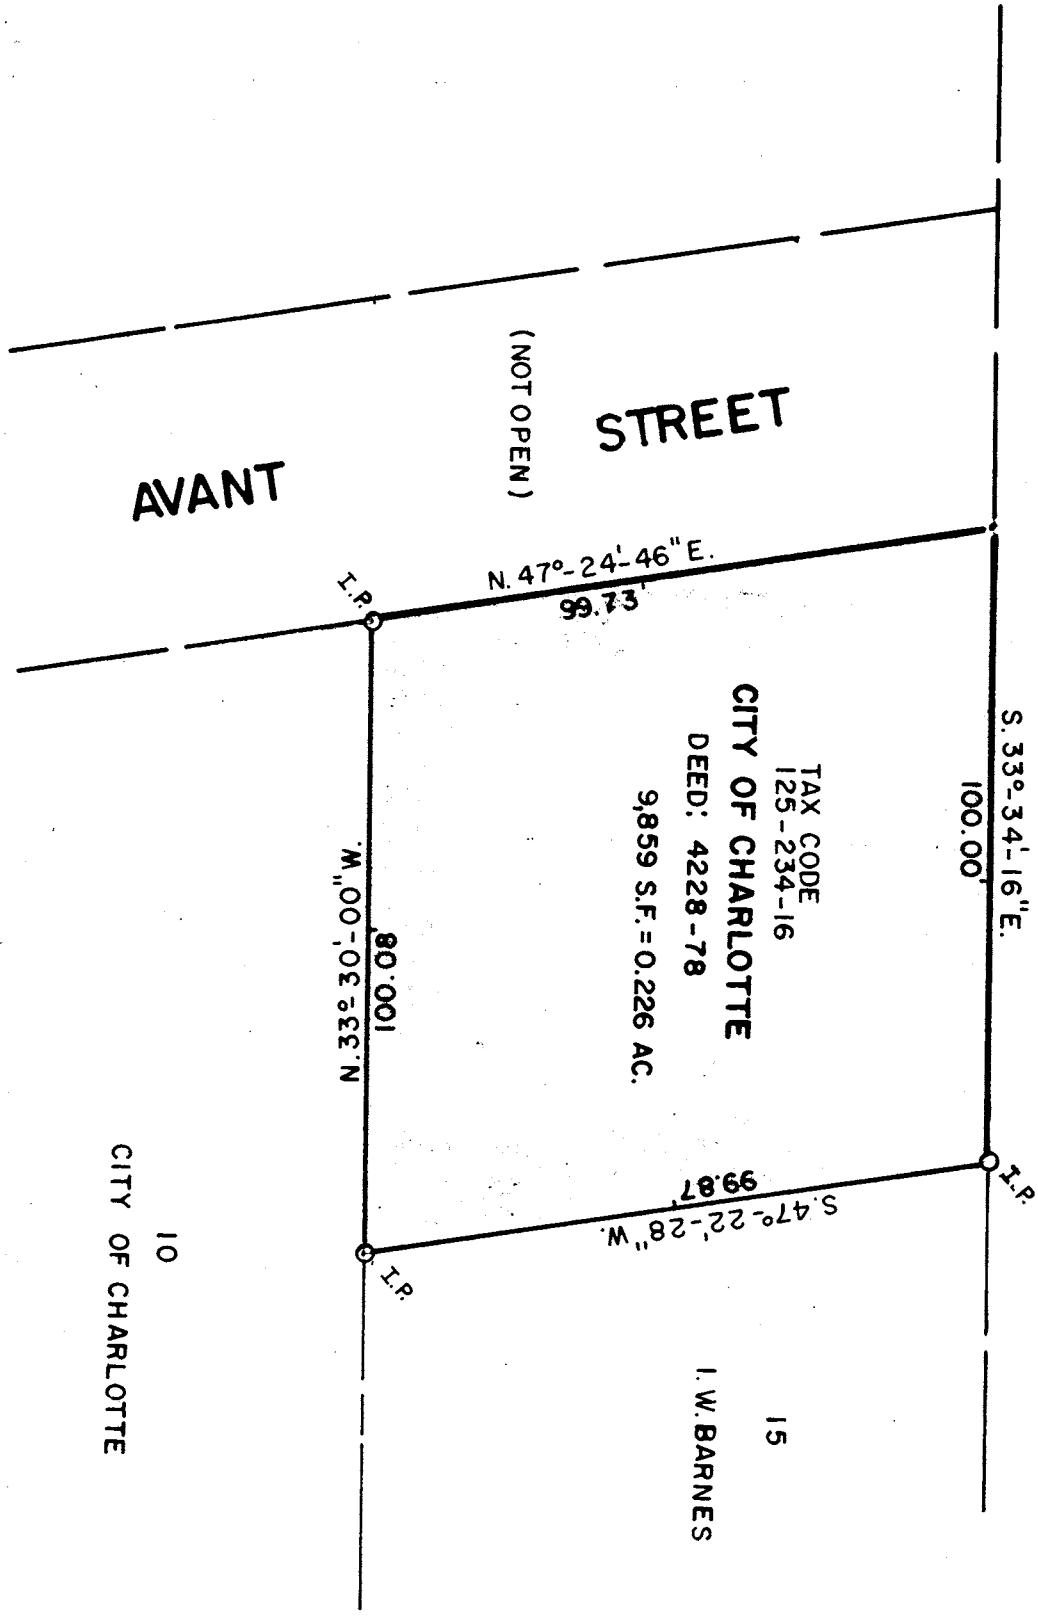 AVANT STREET
(NOT OPEN)
N. 47°-24'-46" E.
99.73'
I.P.
S. 33°-34'-16" E.
100.00'
TAX CODE
125-234-16
CITY OF CHARLOTTE
DEED: 4228-78
9,859 S.F. = 0.226 AC.
100.08'
N. 33°-30'-00" W.
I.P.
99.87'
S. 47°-22'-28" W.
I.P.
15
I. W. BARNES
10
CITY OF CHARLOTTE